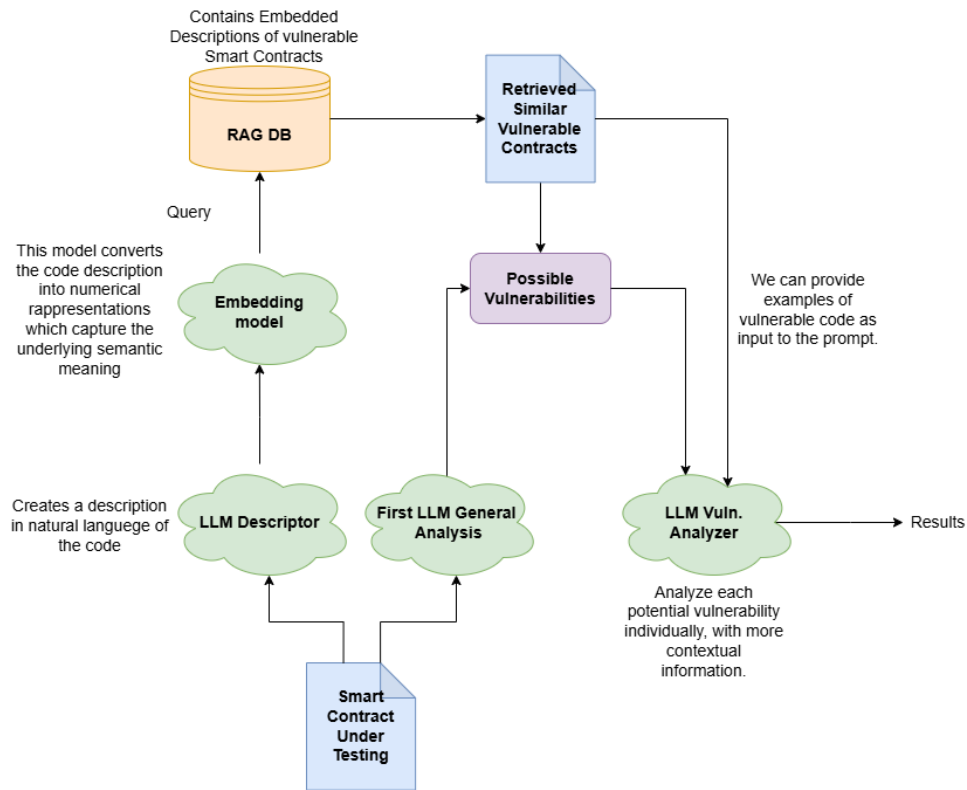 Contains Embedded
Descriptions of vulnerable
Smart Contracts
RAG DB
Retrieved
Similar
Vulnerable
Contracts
Query
This model converts
the code description
into numerical
rappresentations
which capture the
underlying semantic
meaning
Embedding
model
Possible
Vulnerabilities
We can provide
examples of
vulnerable code as
input to the prompt.
Creates a description
in natural languege of
the code
LLM Descriptor
First LLM General
Analysis
LLM Vuln.
Analyzer
Results
Analyze each
potential vulnerability
individually, with more
contextual
information.
Smart
Contract
Under
Testing